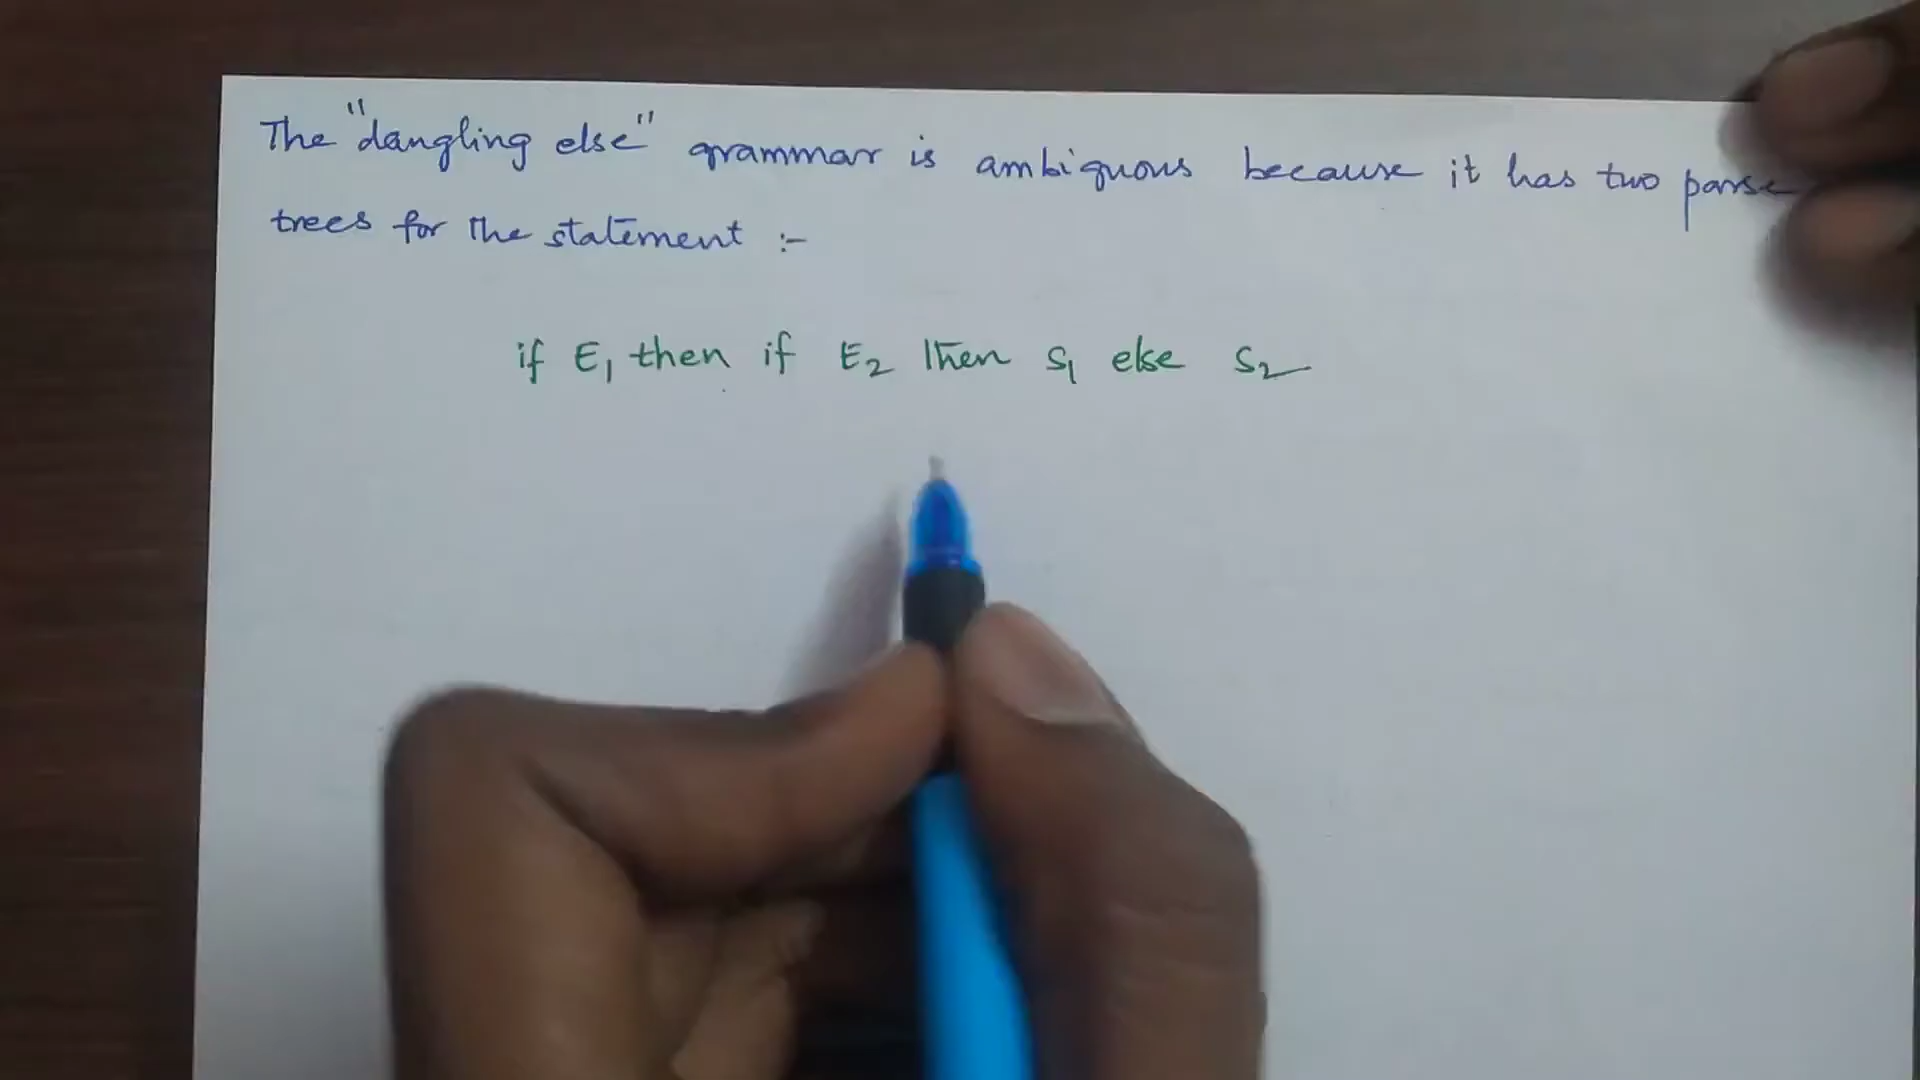 The "dangling else" grammar is ambiguous because it has two parse
trees for the statement :-
if E₁ then if E₂ then S₁ else S₂